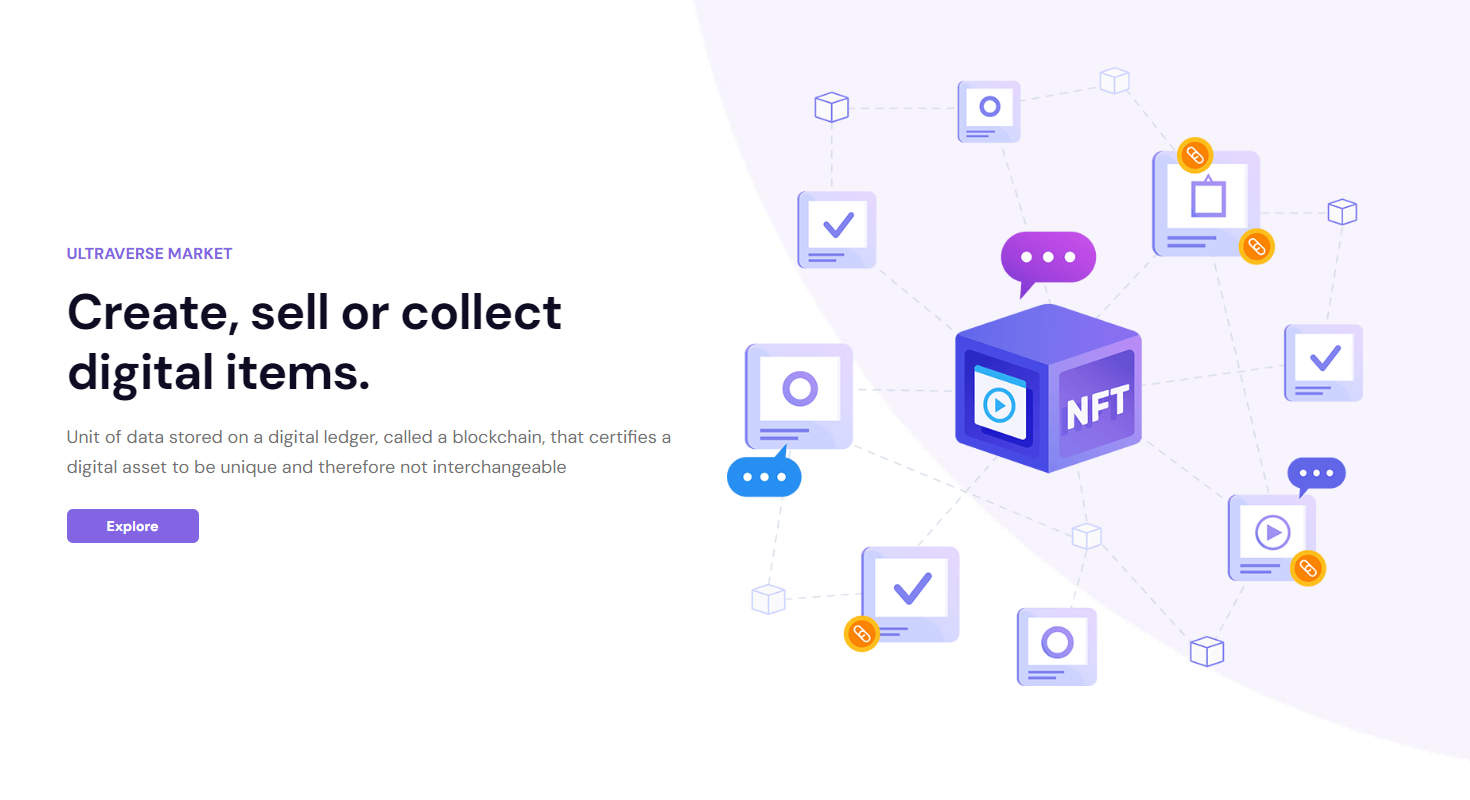 ULTRAVERSE MARKET
Create, sell or collect
digital items.
Unit of data stored on a digital ledger, called a blockchain, that certifies a
digital asset to be unique and therefore not interchangeable
Explore
NFT